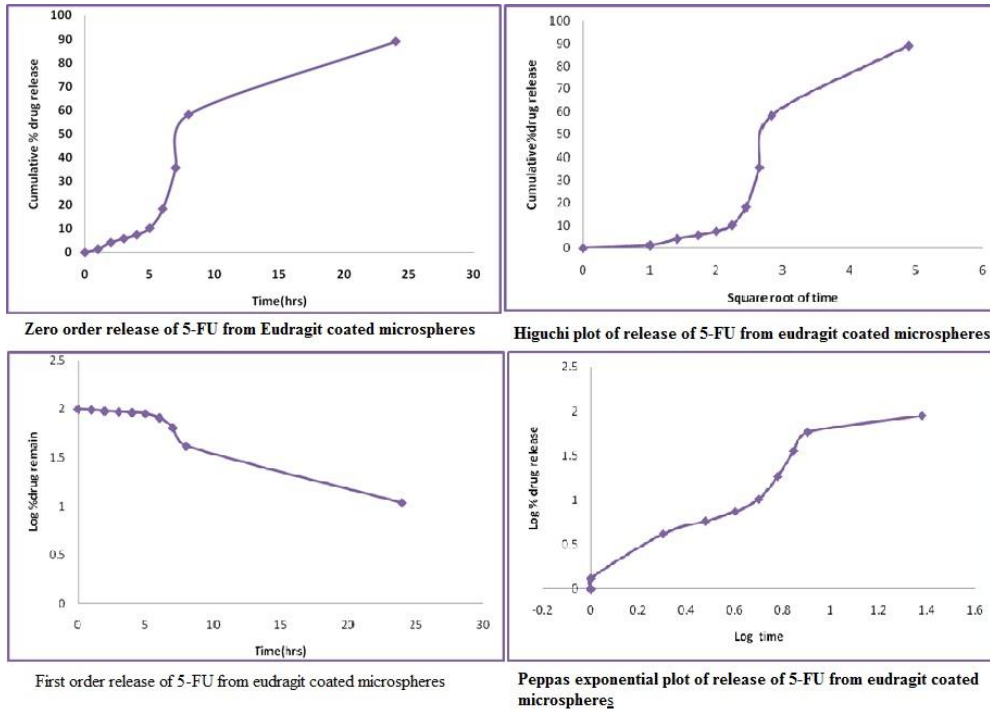 100
90
80
70
60
50
40
30
20
10
0
Cumulative % drug release
0 5 10 15 20 25 30
Time(hrs)
Zero order release of 5-FU from Eudragit coated microspheres
100
90
80
70
60
50
40
30
20
10
0
Cumulative %drug release
0 1 2 3 4 5 6
Square root of time
Higuchi plot of release of 5-FU from eudragit coated microspheres
2.5
2
1.5
1
0.5
0
Log %drug remain
0 5 10 15 20 25 30
Time(hrs)
First order release of 5-FU from eudragit coated microspheres
2.5
2
1.5
1
0.5
0
Log % drug release
-0.2 0 0.2 0.4 0.6 0.8 1 1.2 1.4 1.6
Log time
Peppas exponential plot of release of 5-FU from eudragit coated
microspheres